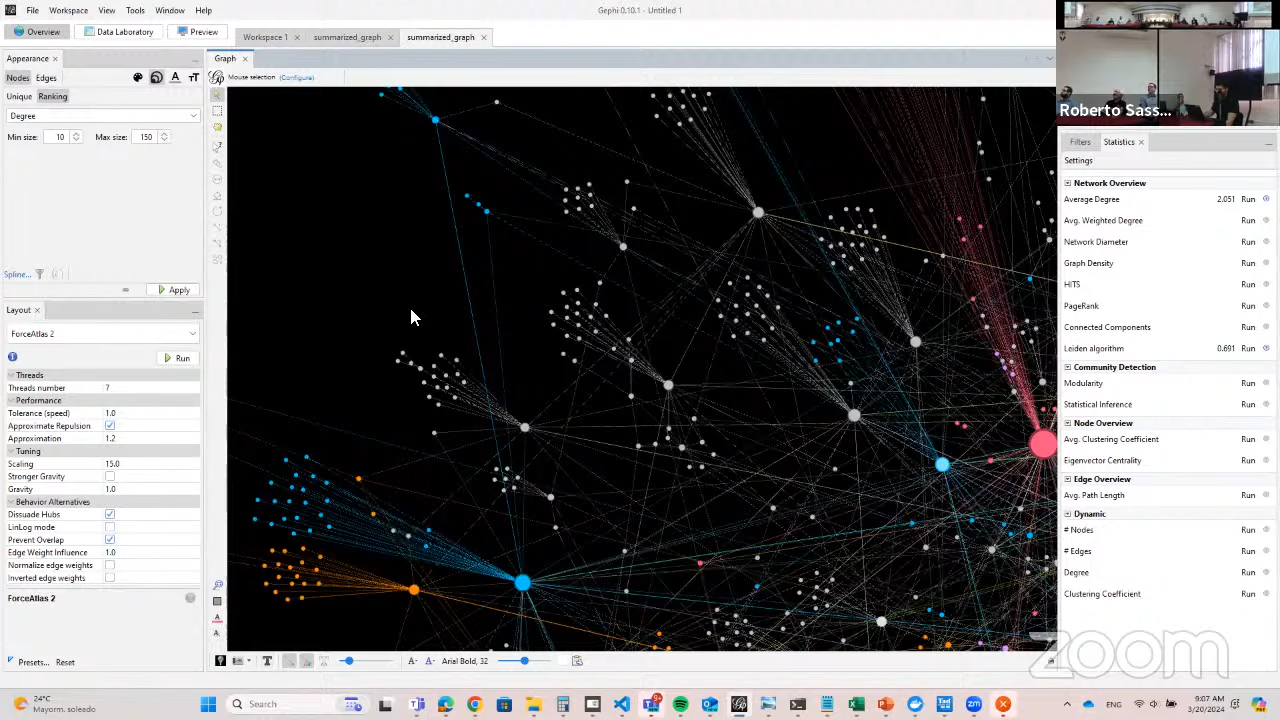 File Workspace View Tools Window Help
Gephi 0.10.1 - Untitled 1
Overview Data Laboratory Preview
Workspace 1 summarized_graph summarized_graph
Appearance
Nodes Edges
Unique Ranking
Degree
Min size: 10 Max size: 150
Spline...
Apply
Layout
ForceAtlas 2
Run
Threads
Threads number 7
Performance
Tolerance (speed) 1.0
Approximate Repulsion
Approximation 1.2
Tuning
Scaling 15.0
Stronger Gravity
Gravity 1.0
Behavior Alternatives
Dissuade Hubs
LinLog mode
Prevent Overlap
Edge Weight Influence 1.0
Normalize edge weights
Inverted edge weights
ForceAtlas 2
Presets... Reset
Graph
Mouse selection (Configure)
Arial Bold, 32
Roberto Sass...
Filters Statistics
Settings
Network Overview
Average Degree 2.051 Run
Avg. Weighted Degree Run
Network Diameter Run
Graph Density Run
HITS Run
PageRank Run
Connected Components Run
Leiden algorithm 0.691 Run
Community Detection
Modularity Run
Statistical Inference Run
Node Overview
Avg. Clustering Coefficient Run
Eigenvector Centrality Run
Edge Overview
Avg. Path Length Run
Dynamic
# Nodes Run
# Edges Run
Degree Run
Clustering Coefficient Run
zoom
24°C
Mayorm. soleado
Search
ENG
9:07 AM
3/20/2024